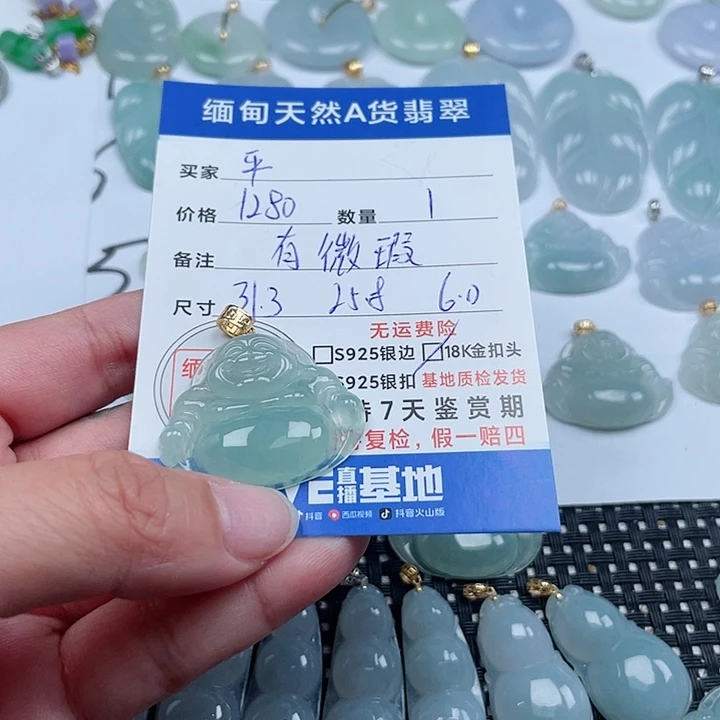 缅甸天然A货翡翠
买家 平
价格 1280 数量 1
备注 有微瑕
尺寸 31.3 25.8 6.0
无运费险
S925银边 18K金扣头
S925银扣 基地质检发货
持7天鉴赏期
复检,假一赔四
缅
直播基地
抖音 西瓜视频 抖音火山版